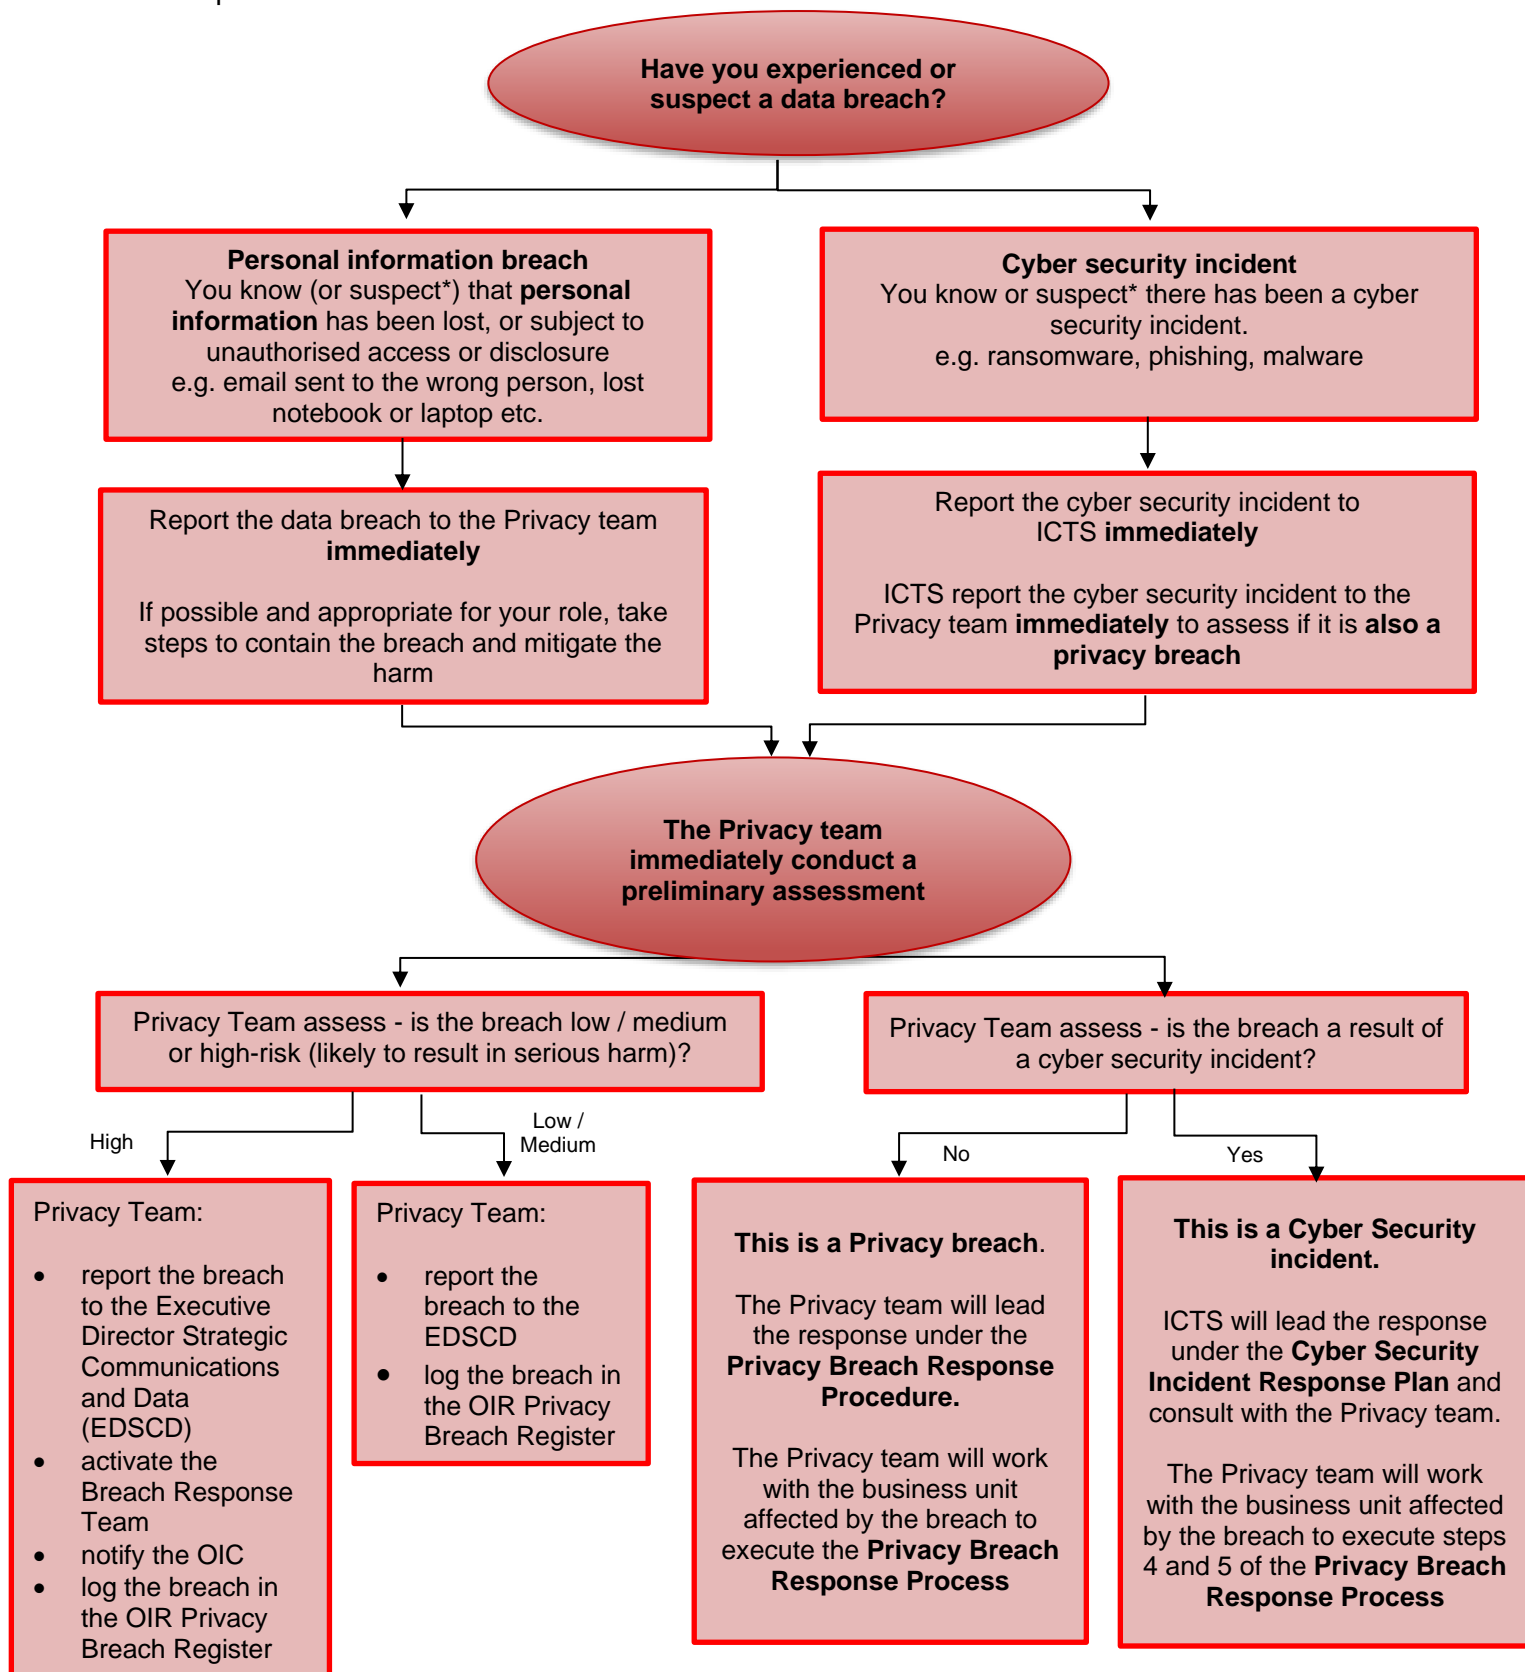 Have you experienced or
suspect a data breach?
Personal information breach
You know (or suspect*) that personal
information has been lost, or subject to
unauthorised access or disclosure
e.g. email sent to the wrong person, lost
notebook or laptop etc.
Cyber security incident
You know or suspect* there has been a cyber
security incident.
e.g. ransomware, phishing, malware
Report the data breach to the Privacy team
immediately
If possible and appropriate for your role, take
steps to contain the breach and mitigate the
harm
Report the cyber security incident to
ICTS immediately
ICTS report the cyber security incident to the
Privacy team immediately to assess if it is also a
privacy breach
The Privacy team
immediately conduct a
preliminary assessment
Privacy Team assess - is the breach low / medium
or high-risk (likely to result in serious harm)?
Privacy Team assess - is the breach a result of
a cyber security incident?
High
Low /
Medium
No
Yes
Privacy Team:
• report the breach
to the Executive
Director Strategic
Communications
and Data
(EDSCD)
• activate the
Breach Response
Team
• notify the OIC
• log the breach in
the OIR Privacy
Breach Register
Privacy Team:
• report the
breach to the
EDSCD
• log the breach in
the OIR Privacy
Breach Register
This is a Privacy breach.
The Privacy team will lead
the response under the
Privacy Breach Response
Procedure.
The Privacy team will work
with the business unit
affected by the breach to
execute the Privacy Breach
Response Process
This is a Cyber Security
incident.
ICTS will lead the response
under the Cyber Security
Incident Response Plan and
consult with the Privacy team.
The Privacy team will work
with the business unit affected
by the breach to execute steps
4 and 5 of the Privacy Breach
Response Process